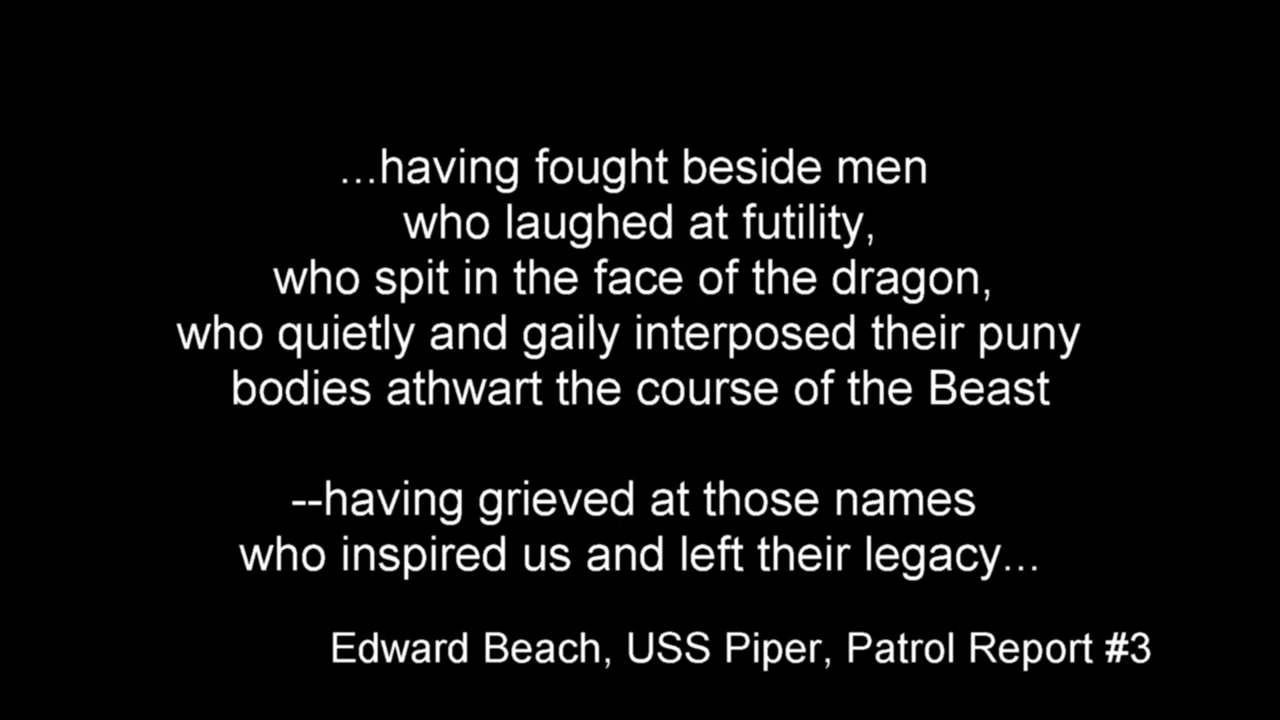 ...having fought beside men
who laughed at futility,
who spit in the face of the dragon,
who quietly and gaily interposed their puny
bodies athwart the course of the Beast
--having grieved at those names
who inspired us and left their legacy...
Edward Beach, USS Piper, Patrol Report #3